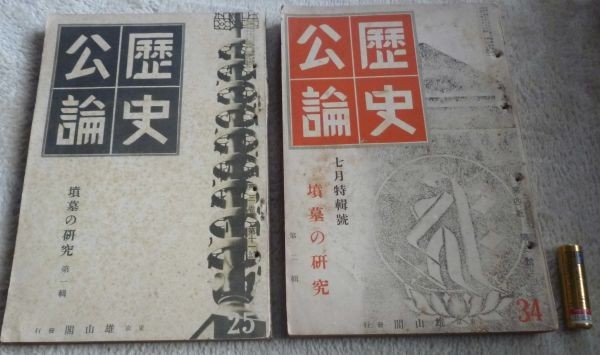 歷史
公論
墳墓の研究 第一輯
25
東京 雄山閣 發行
歷史
公論
七月特輯號
墳墓の研究
第二輯
34
東京 雄山閣 發行